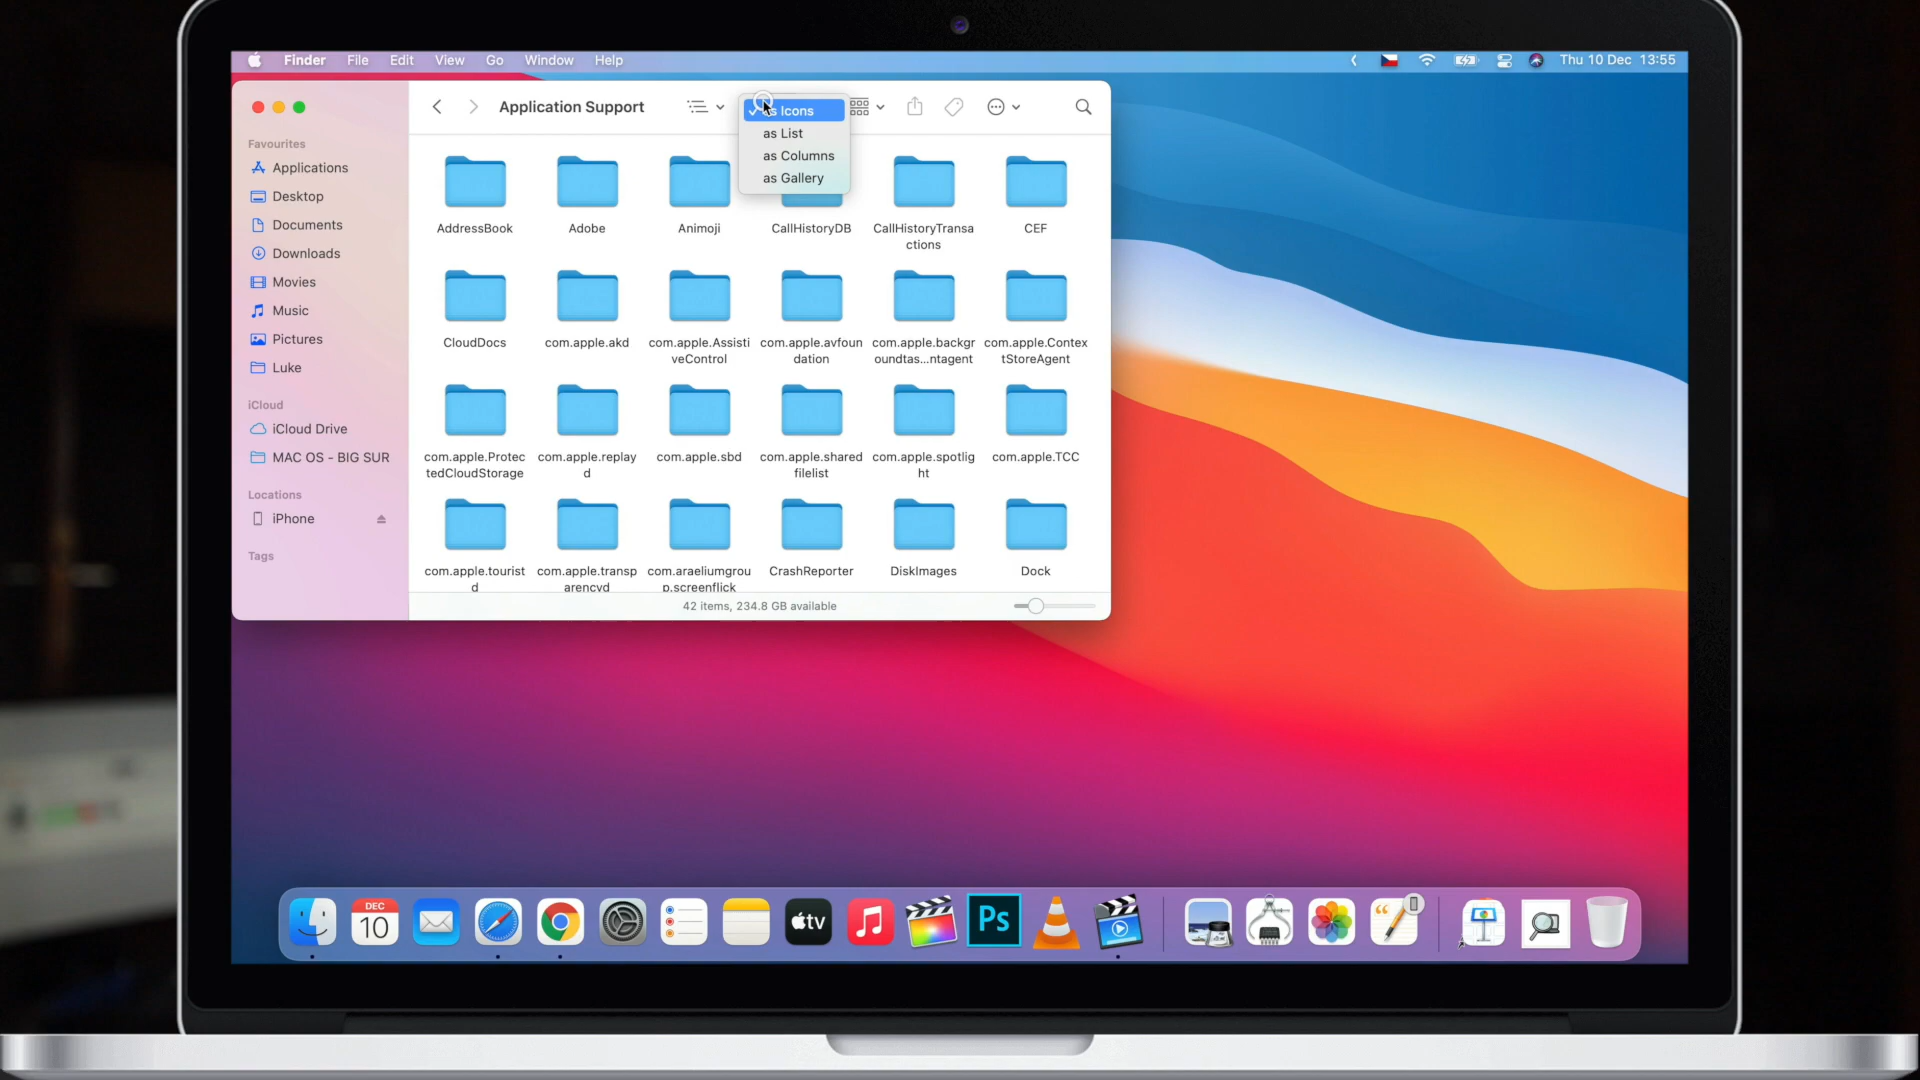 Finder File Edit View Go Window Help
Thu 10 Dec 13:55
Application Support
as Icons
as List
as Columns
as Gallery
Favourites
Applications
Desktop
Documents
Downloads
Movies
Music
Pictures
Luke
iCloud
iCloud Drive
MAC OS - BIG SUR
Locations
iPhone
Tags
AddressBook
Adobe
Animoji
CallHistoryDB
CallHistoryTransa
ctions
CEF
CloudDocs
com.apple.akd
com.apple.Assisti
veControl
com.apple.avfoun
dation
com.apple.backgr
oundtas...ntagent
com.apple.Contex
tStoreAgent
com.apple.Protec
tedCloudStorage
com.apple.replay
d
com.apple.sbd
com.apple.shared
filelist
com.apple.spotlig
ht
com.apple.TCC
com.apple.tourist
d
com.apple.transp
arencyd
com.araeliumgrou
p.screenflick
CrashReporter
DiskImages
Dock
42 items, 234.8 GB available
DEC
10
tv
Ps